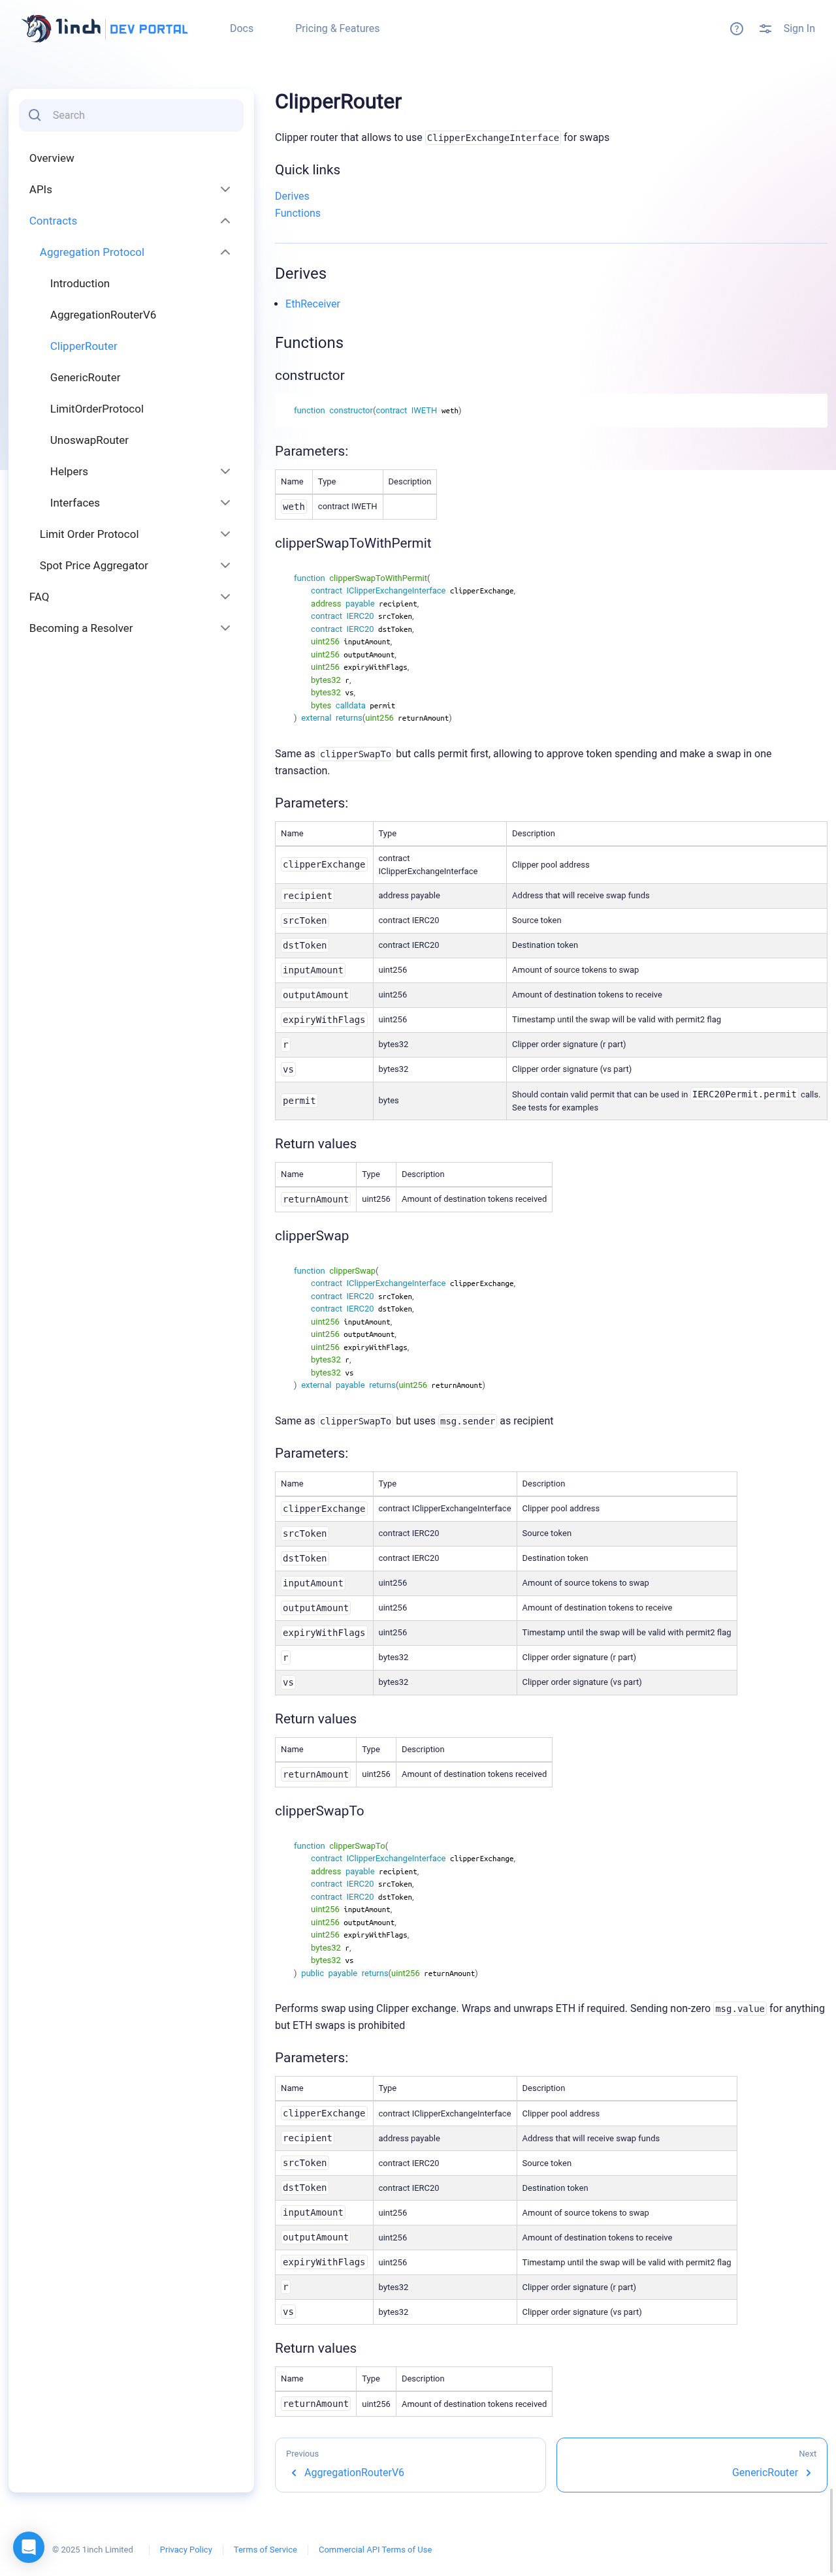 1inch DEV PORTAL
Docs
Pricing & Features
Sign In
Search
Overview
APIs
Contracts
Aggregation Protocol
Introduction
AggregationRouterV6
ClipperRouter
GenericRouter
LimitOrderProtocol
UnoswapRouter
Helpers
Interfaces
Limit Order Protocol
Spot Price Aggregator
FAQ
Becoming a Resolver
ClipperRouter
Clipper router that allows to use ClipperExchangeInterface for swaps
Quick links
Derives
Functions
Derives
• EthReceiver
Functions
constructor
function constructor(contract IWETH weth)
Parameters:
Name Type Description
weth contract IWETH
clipperSwapToWithPermit
function clipperSwapToWithPermit(
contract IClipperExchangeInterface clipperExchange,
address payable recipient,
contract IERC20 srcToken,
contract IERC20 dstToken,
uint256 inputAmount,
uint256 outputAmount,
uint256 expiryWithFlags,
bytes32 r,
bytes32 vs,
bytes calldata permit
) external returns(uint256 returnAmount)
Same as clipperSwapTo but calls permit first, allowing to approve token spending and make a swap in one
transaction.
Parameters:
Name Type Description
clipperExchange contract IClipperExchangeInterface Clipper pool address
recipient address payable Address that will receive swap funds
srcToken contract IERC20 Source token
dstToken contract IERC20 Destination token
inputAmount uint256 Amount of source tokens to swap
outputAmount uint256 Amount of destination tokens to receive
expiryWithFlags uint256 Timestamp until the swap will be valid with permit2 flag
r bytes32 Clipper order signature (r part)
vs bytes32 Clipper order signature (vs part)
permit bytes Should contain valid permit that can be used in IERC20Permit.permit calls.
See tests for examples
Return values
Name Type Description
returnAmount uint256 Amount of destination tokens received
clipperSwap
function clipperSwap(
contract IClipperExchangeInterface clipperExchange,
contract IERC20 srcToken,
contract IERC20 dstToken,
uint256 inputAmount,
uint256 outputAmount,
uint256 expiryWithFlags,
bytes32 r,
bytes32 vs
) external payable returns(uint256 returnAmount)
Same as clipperSwapTo but uses msg.sender as recipient
Parameters:
Name Type Description
clipperExchange contract IClipperExchangeInterface Clipper pool address
srcToken contract IERC20 Source token
dstToken contract IERC20 Destination token
inputAmount uint256 Amount of source tokens to swap
outputAmount uint256 Amount of destination tokens to receive
expiryWithFlags uint256 Timestamp until the swap will be valid with permit2 flag
r bytes32 Clipper order signature (r part)
vs bytes32 Clipper order signature (vs part)
Return values
Name Type Description
returnAmount uint256 Amount of destination tokens received
clipperSwapTo
function clipperSwapTo(
contract IClipperExchangeInterface clipperExchange,
address payable recipient,
contract IERC20 srcToken,
contract IERC20 dstToken,
uint256 inputAmount,
uint256 outputAmount,
uint256 expiryWithFlags,
bytes32 r,
bytes32 vs
) public payable returns(uint256 returnAmount)
Performs swap using Clipper exchange. Wraps and unwraps ETH if required. Sending non-zero msg.value for anything
but ETH swaps is prohibited
Parameters:
Name Type Description
clipperExchange contract IClipperExchangeInterface Clipper pool address
recipient address payable Address that will receive swap funds
srcToken contract IERC20 Source token
dstToken contract IERC20 Destination token
inputAmount uint256 Amount of source tokens to swap
outputAmount uint256 Amount of destination tokens to receive
expiryWithFlags uint256 Timestamp until the swap will be valid with permit2 flag
r bytes32 Clipper order signature (r part)
vs bytes32 Clipper order signature (vs part)
Return values
Name Type Description
returnAmount uint256 Amount of destination tokens received
Previous
AggregationRouterV6
Next
GenericRouter
© 2025 1inch Limited
Privacy Policy
Terms of Service
Commercial API Terms of Use